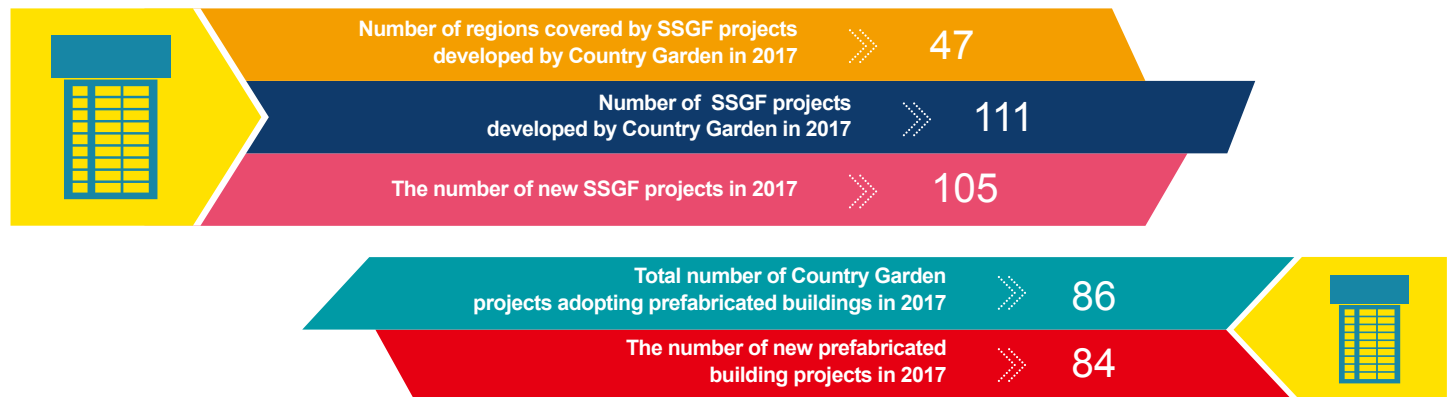 Number of regions covered by SSGF projects
developed by Country Garden in 2017
47
Number of SSGF projects
developed by Country Garden in 2017
111
The number of new SSGF projects in 2017
105
Total number of Country Garden
projects adopting prefabricated buildings in 2017
86
The number of new prefabricated
building projects in 2017
84